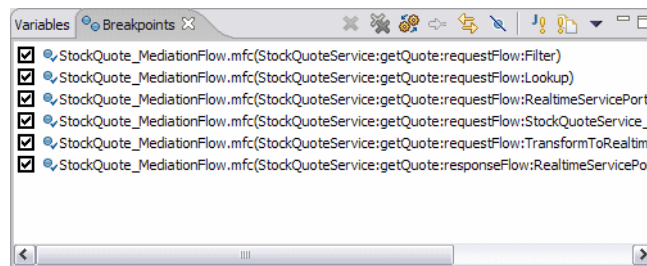 Variables Breakpoints
StockQuote_MediationFlow.mfc(StockQuoteService:getQuote:requestFlow:Filter)
StockQuote_MediationFlow.mfc(StockQuoteService:getQuote:requestFlow:Lookup)
StockQuote_MediationFlow.mfc(StockQuoteService:getQuote:requestFlow:RealtimeServicePort
StockQuote_MediationFlow.mfc(StockQuoteService:getQuote:requestFlow:StockQuoteService_
StockQuote_MediationFlow.mfc(StockQuoteService:getQuote:requestFlow:TransformToRealtim
StockQuote_MediationFlow.mfc(StockQuoteService:getQuote:responseFlow:RealtimeServicePo